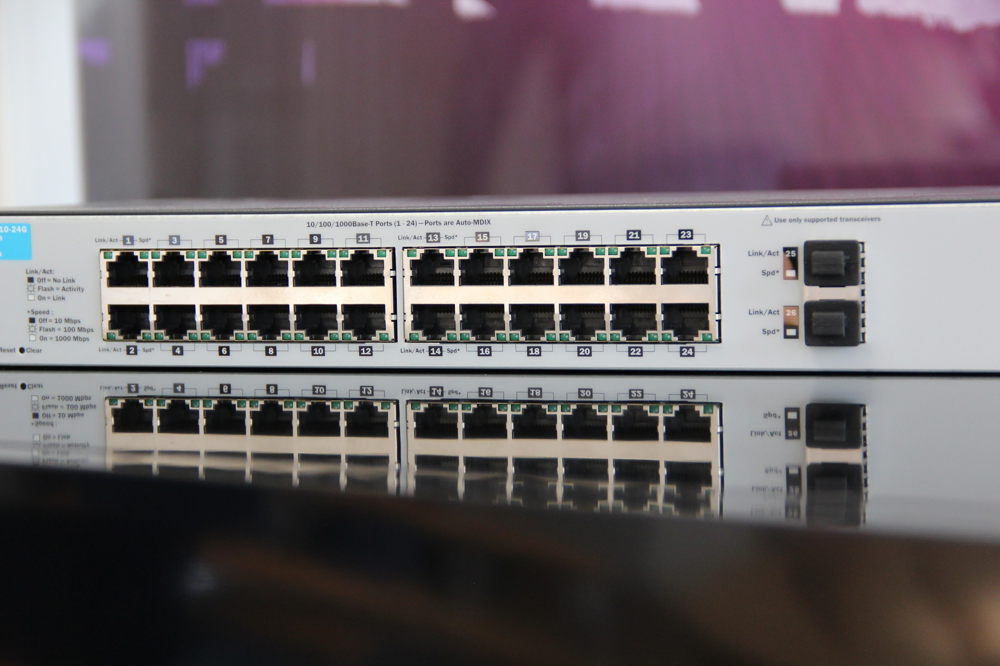 10-24G
10/100/1000Base-T Ports (1 - 24)—Ports are Auto-MDIX
Use only supported transceivers
Link/Act 1 Spd* 3 5 7 9 11 Link/Act 13 Spd* 15 17 19 21 23
Link/Act 25
Spd*
Link/Act 26
Spd*
Link/Act:
Off = No Link
Flash = Activity
On = Link
*Speed :
Off = 10 Mbps
Flash = 100 Mbps
On = 1000 Mbps
Reset Clear
Link/Act 2 Spd* 4 6 8 10 12 Link/Act 14 Spd* 16 18 20 22 24